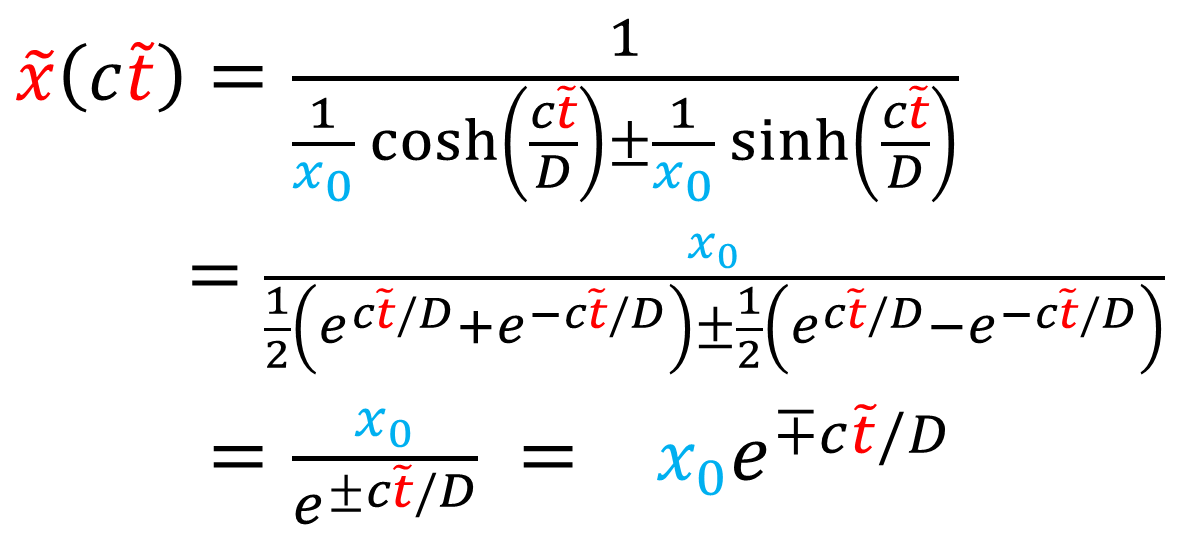 x̃(ct̃) = 1 / ( (1/x₀) cosh(ct̃/D) ± (1/x₀) sinh(ct̃/D) )
= x₀ / ( ½(e^{ct̃/D} + e^{−ct̃/D}) ± ½(e^{ct̃/D} − e^{−ct̃/D}) )
= x₀ / e^{±ct̃/D} = x₀e^{∓ct̃/D}